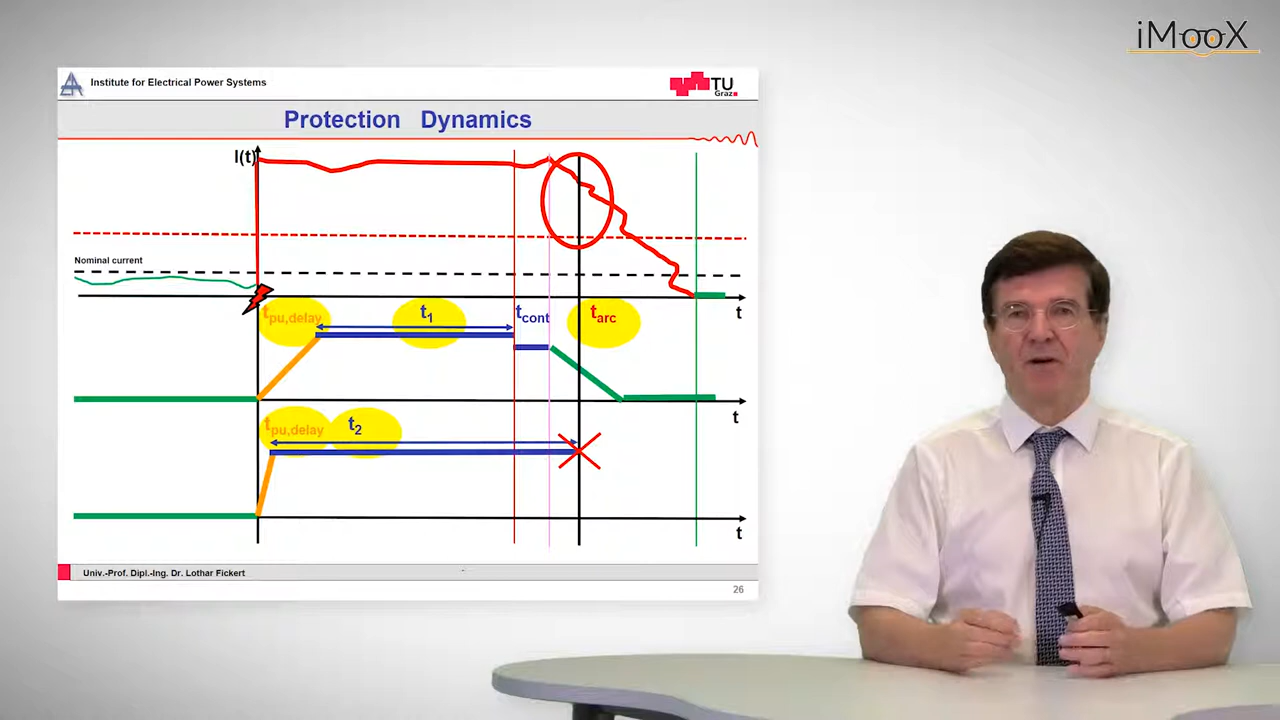 iMooX
Institute for Electrical Power Systems
TU
Graz
Protection Dynamics
I(t)
Nominal current
t
tpu,delay
t1
tcont
tarc
t
tpu,delay
t2
t
Univ.-Prof. Dipl.-Ing. Dr. Lothar Fickert
26